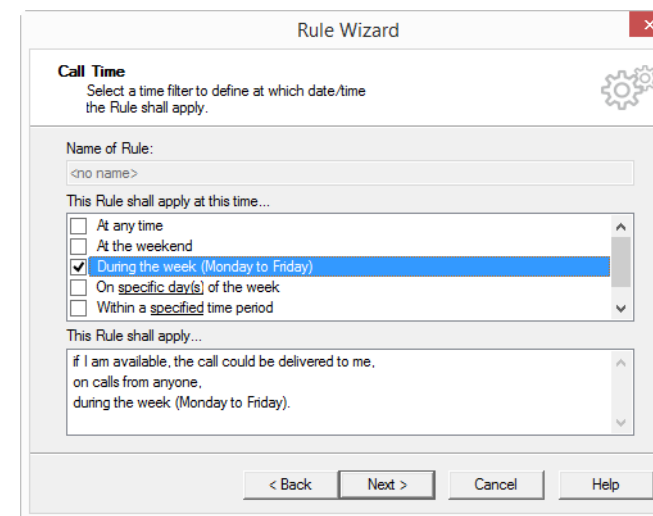 Rule Wizard
Call Time
Select a time filter to define at which date/time
the Rule shall apply.
Name of Rule:
<no name>
This Rule shall apply at this time...
At any time
At the weekend
During the week (Monday to Friday)
On specific day(s) of the week
Within a specified time period
This Rule shall apply...
if I am available, the call could be delivered to me,
on calls from anyone,
during the week (Monday to Friday).
< Back
Next >
Cancel
Help